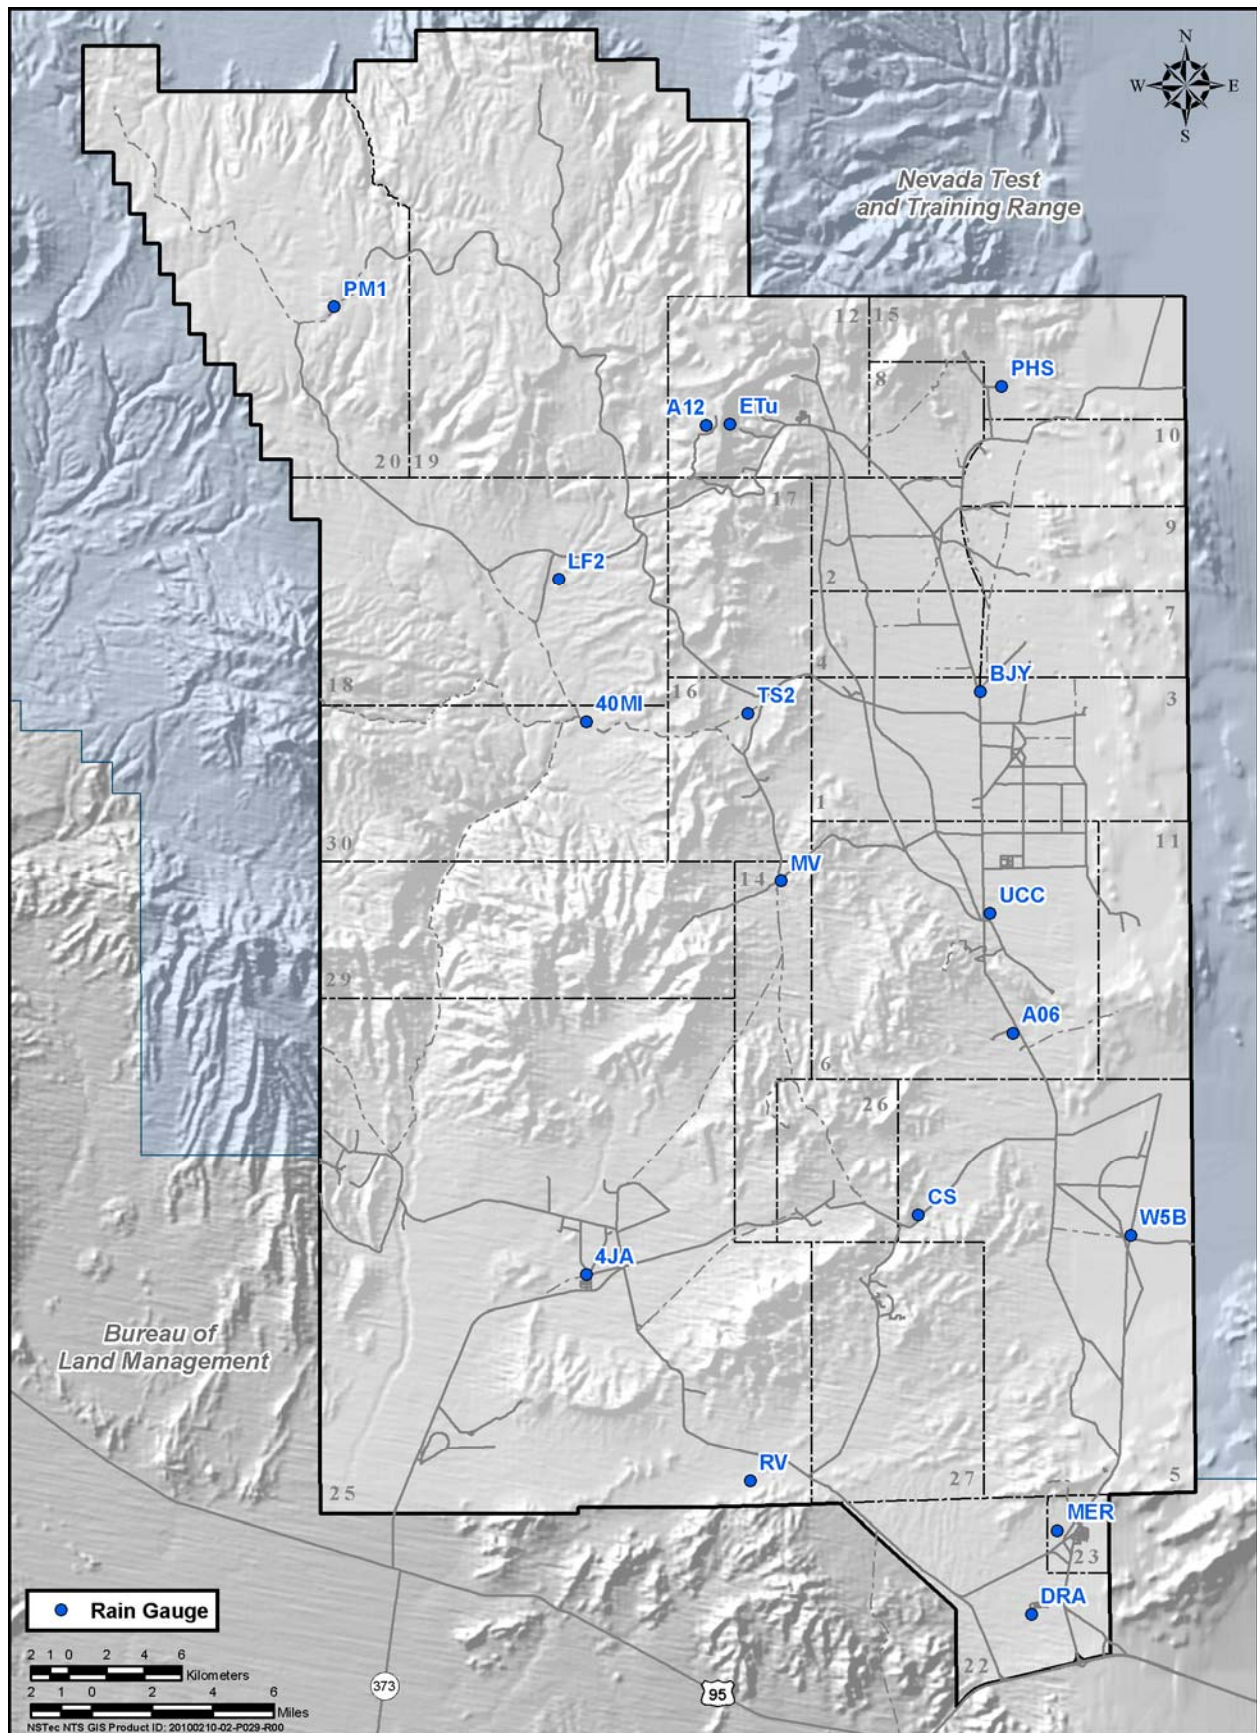 N
W E
S
Nevada Test
and Training Range
PM1
12 15
PHS
8
A12 ETu
10
20 19
17
9
LF2
2
7
18
16
4
BJY
40MI
TS2
3
30
1
11
14
MV
UCC
29
A06
6
26
CS
W5B
4JA
Bureau of
Land Management
RV
25
27
5
MER
23
DRA
22
Rain Gauge
2 1 0 2 4 6
Kilometers
2 1 0 2 4 6
Miles
373
95
NSTec NTS GIS Product ID: 20100210-02-P029-R00